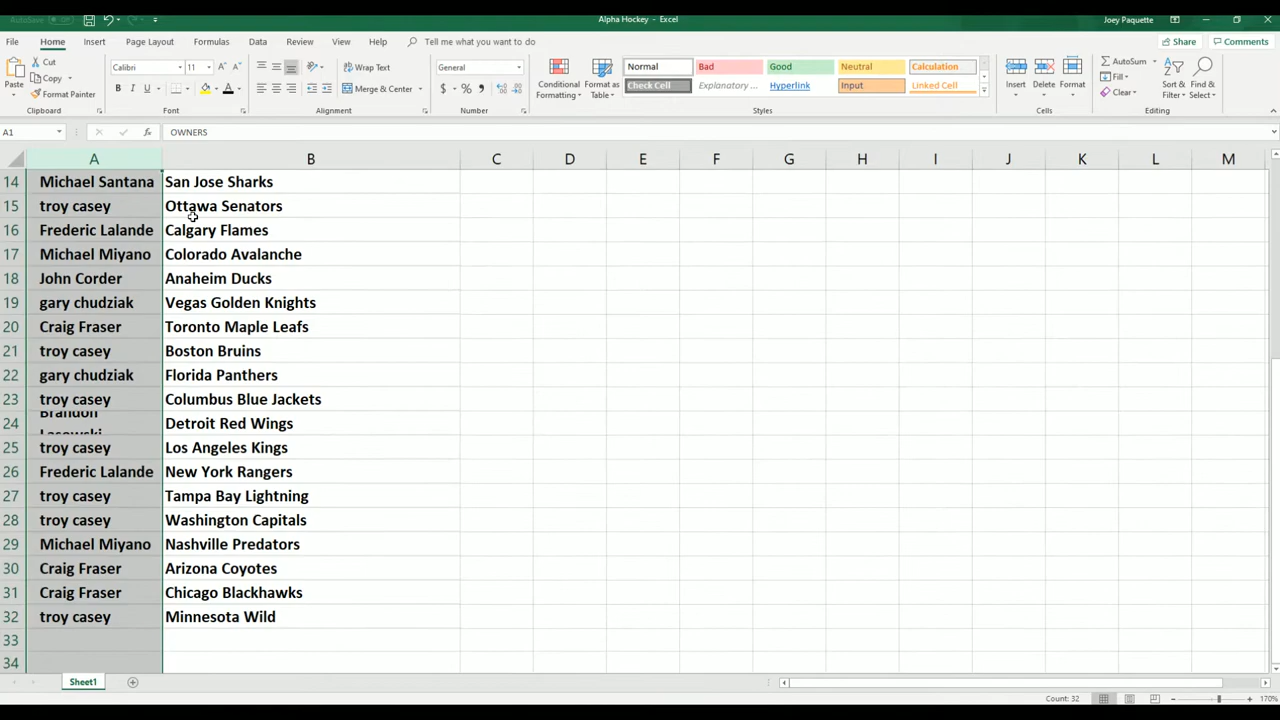 AutoSave Off
Alpha Hockey - Excel
Joey Paquette
File Home Insert Page Layout Formulas Data Review View Help Tell me what you want to do Share Comments
Paste Cut Copy Format Painter Clipboard
Calibri 11 B I U A Font
Wrap Text Merge & Center Alignment
General $ % , Number
Conditional Formatting Format as Table
Normal Bad Good Neutral Calculation
Check Cell Explanatory ... Hyperlink Input Linked Cell
Styles
Insert Delete Format Cells
AutoSum Fill Clear Sort & Filter Find & Select Editing
A1 fx OWNERS
A B C D E F G H I J K L M
14 Michael Santana San Jose Sharks
15 troy casey Ottawa Senators
16 Frederic Lalande Calgary Flames
17 Michael Miyano Colorado Avalanche
18 John Corder Anaheim Ducks
19 gary chudziak Vegas Golden Knights
20 Craig Fraser Toronto Maple Leafs
21 troy casey Boston Bruins
22 gary chudziak Florida Panthers
23 troy casey Columbus Blue Jackets
24 Brandon Detroit Red Wings
25 troy casey Los Angeles Kings
26 Frederic Lalande New York Rangers
27 troy casey Tampa Bay Lightning
28 troy casey Washington Capitals
29 Michael Miyano Nashville Predators
30 Craig Fraser Arizona Coyotes
31 Craig Fraser Chicago Blackhawks
32 troy casey Minnesota Wild
33
34
Sheet1
Count: 32 170%